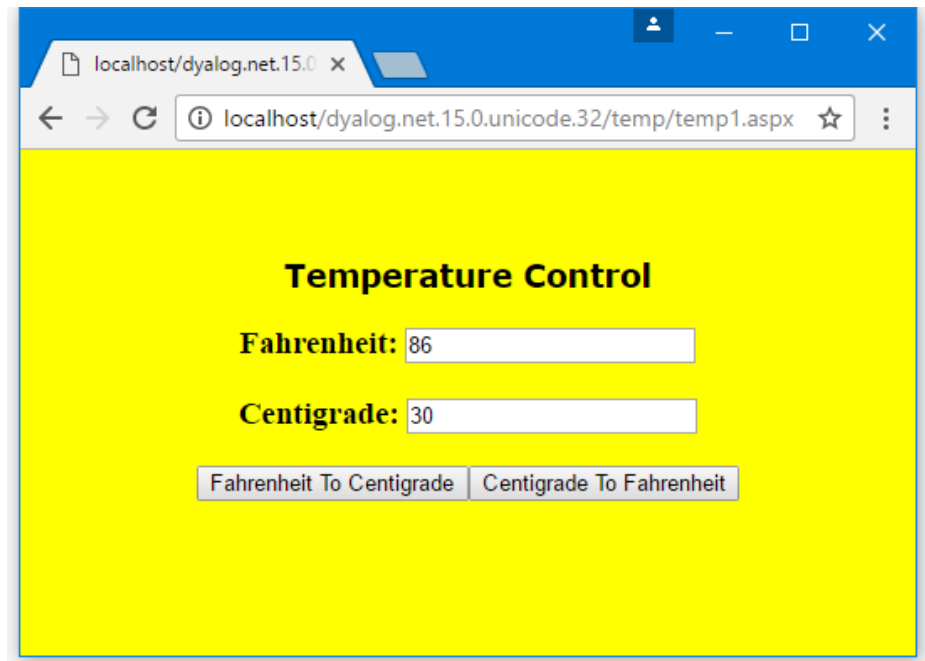 localhost/dyalog.net.15.0
localhost/dyalog.net.15.0.unicode.32/temp/temp1.aspx
Temperature Control
Fahrenheit: 86
Centigrade: 30
Fahrenheit To Centigrade Centigrade To Fahrenheit